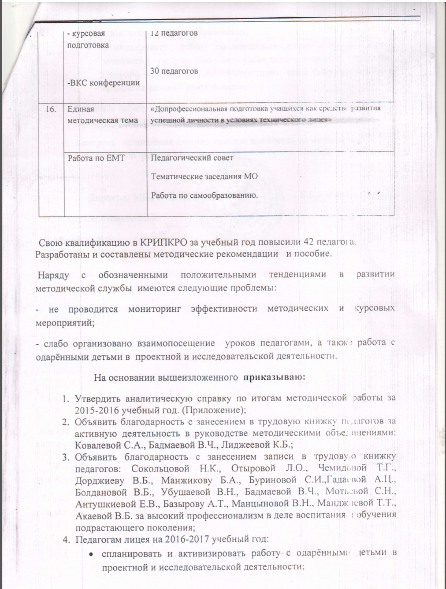 - курсовая
подготовка
12 педагогов
-ВКС конференции
30 педагогов
16.
Единая
методическая тема
«Допрофессиональная подготовка учащихся как средство развития
успешной личности в условиях технического лицея»
Работа по ЕМТ
Педагогический совет
Тематические заседания МО
Работа по самообразованию.
Свою квалификацию в КРИПКРО за учебный год повысили 42 педагога.
Разработаны и составлены методические рекомендации и пособие.
Наряду с обозначенными положительными тенденциями в развитии
методической службы имеются следующие проблемы:
- не проводится мониторинг эффективности методических и курсовых
мероприятий;
- слабо организовано взаимопосещение уроков педагогами, а также работа с
одарёнными детьми в проектной и исследовательской деятельности.
На основании вышеизложенного приказываю:
1. Утвердить аналитическую справку по итогам методической работы за
2015-2016 учебный год. (Приложение);
2. Объявить благодарность с занесением в трудовую книжку педагогов за
активную деятельность в руководстве методическими объединениями:
Ковалевой С.А., Бадмаевой В.Ч., Лиджеевой К.Б.;
3. Объявить благодарность с занесением записи в трудовую книжку
педагогов: Сокольцовой Н.К., Отыровой Л.О., Чемидовой Т.Г.,
Дорджиеву В.Б., Манжикову Б.А., Буриновой С.И.,Гадаевой А.Ц.,
Болдановой В.Б., Убушаевой В.Н., Бадмаевой В.Ч., С.Н.,
Антушкиевой Е.В., Базырову А.Т., Манцыновой В.Н., Манджиевой Т.Т.,
Акаевой В.Б. за высокий профессионализм в деле воспитания и обучения
подрастающего поколения;
4. Педагогам лицея на 2016-2017 учебный год:
• спланировать и активизировать работу с одарёнными детьми в
проектной и исследовательской деятельности;